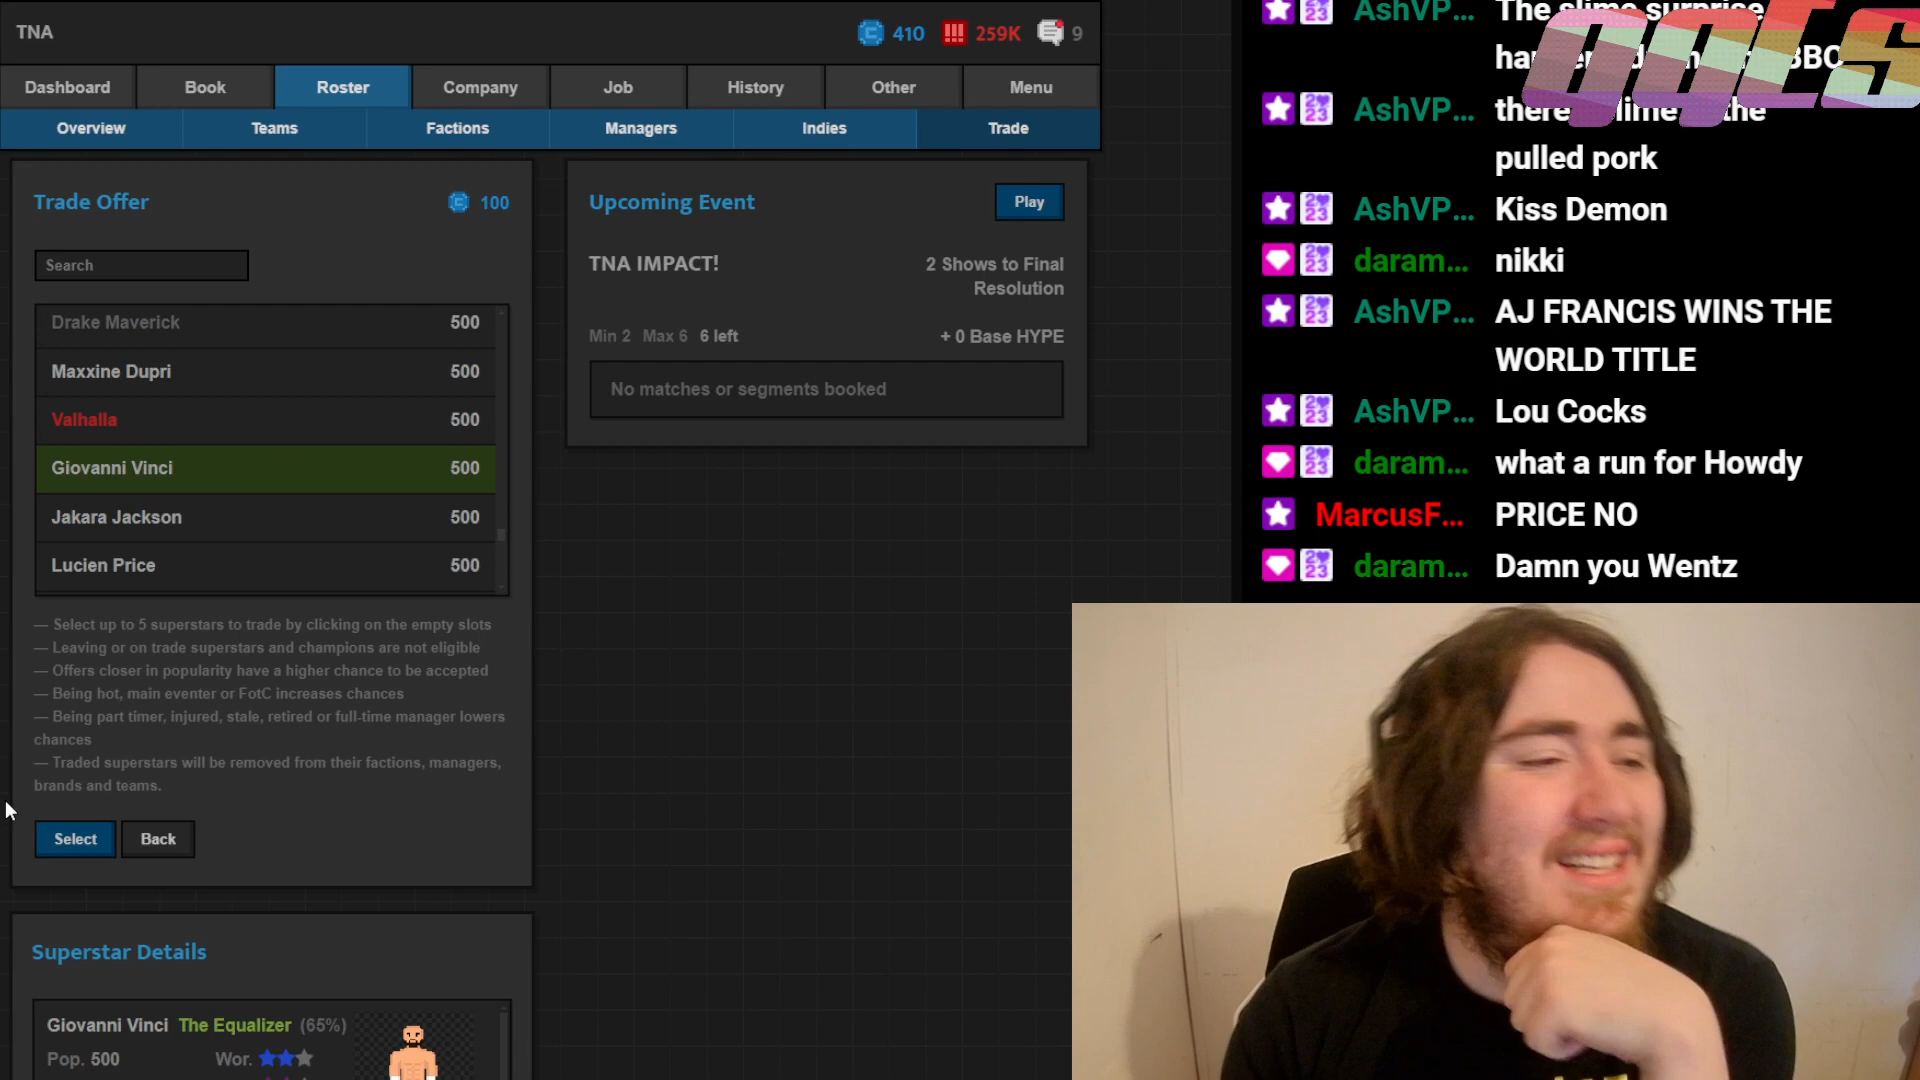 TNA
410
259K
9
Dashboard
Book
Roster
Company
Job
History
Other
Menu
Overview
Teams
Factions
Managers
Indies
Trade
Trade Offer
100
Search
Drake Maverick 500
Maxxine Dupri 500
Valhalla 500
Giovanni Vinci 500
Jakara Jackson 500
Lucien Price 500
— Select up to 5 superstars to trade by clicking on the empty slots
— Leaving or on trade superstars and champions are not eligible
— Offers closer in popularity have a higher chance to be accepted
— Being hot, main eventer or FotC increases chances
— Being part timer, injured, stale, retired or full-time manager lowers
chances
— Traded superstars will be removed from their factions, managers,
brands and teams.
Select
Back
Superstar Details
Giovanni Vinci The Equalizer (65%)
Pop. 500 Wor.
Upcoming Event
Play
TNA IMPACT!
2 Shows to Final
Resolution
Min 2 Max 6 6 left
+ 0 Base HYPE
No matches or segments booked
AshVP... The slime surprise
AshVP... there the
pulled pork
AshVP... Kiss Demon
daram... nikki
AshVP... AJ FRANCIS WINS THE
WORLD TITLE
AshVP... Lou Cocks
daram... what a run for Howdy
MarcusF... PRICE NO
daram... Damn you Wentz